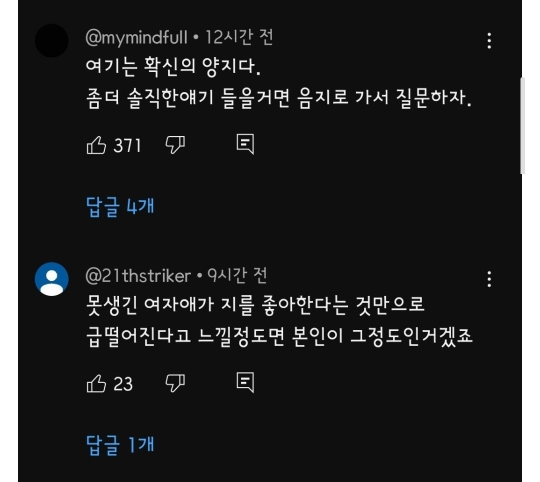 @mymindfull • 12시간 전
여기는 확신의 양지다.
좀더 솔직한얘기 들을거면 음지로 가서 질문하자.
371
답글 4개
@21thstriker • 9시간 전
못생긴 여자애가 지를 좋아한다는 것만으로
급떨어진다고 느낄정도면 본인이 그정도인거겠죠
23
답글 1개